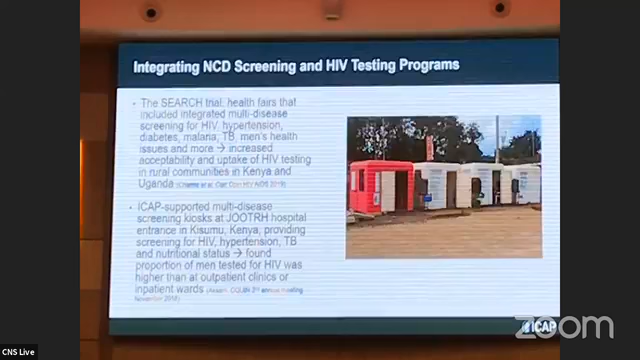 Integrating NCD Screening and HIV Testing Programs
• The SEARCH trial, health fairs that
included integrated multi-disease
screening for HIV, hypertension,
diabetes, malaria, TB, men's health
issues and more → increased
acceptability and uptake of HIV testing
in rural communities in Kenya and
Uganda
• ICAP-supported multi-disease
screening kiosks at JOOTRH hospital
entrance in Kisumu, Kenya, providing
screening for HIV, hypertension, TB
and nutritional status → found
proportion of men tested for HIV was
higher than at outpatient clinics or
inpatient wards
ICAP
zoom
CNS Live